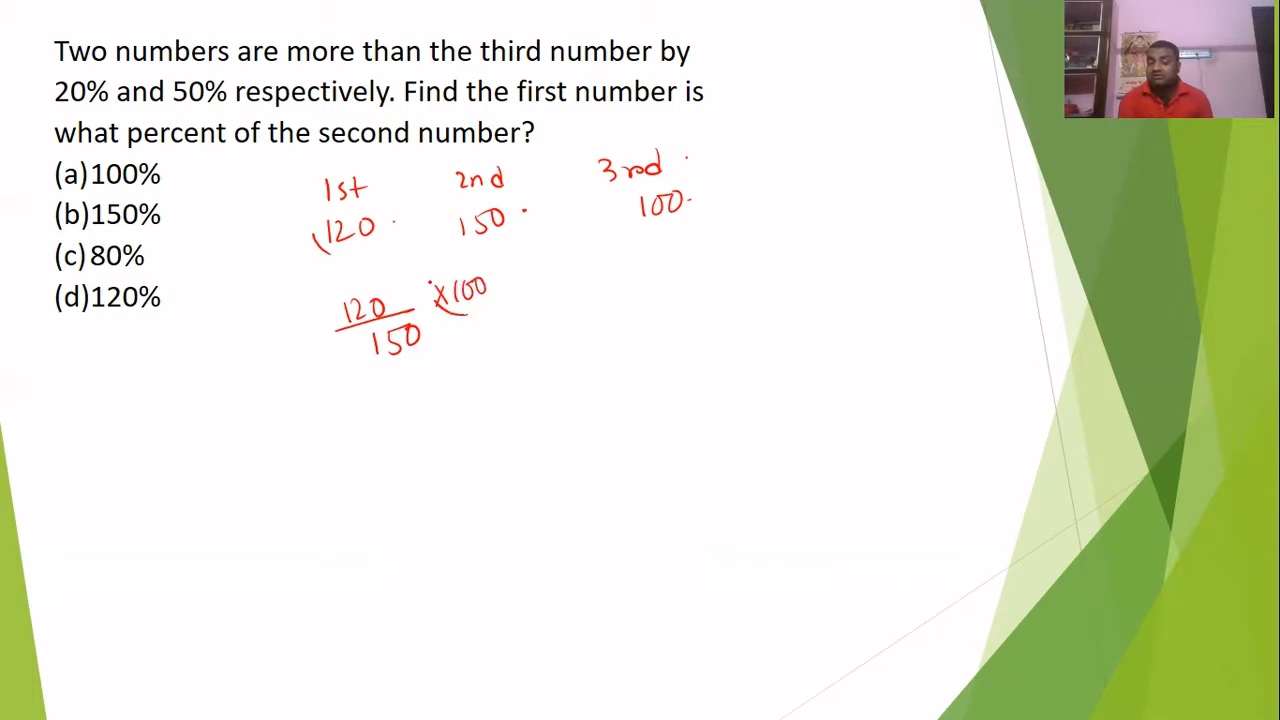 Two numbers are more than the third number by
20% and 50% respectively. Find the first number is
what percent of the second number?
(a) 100%
(b) 150%
(c) 80%
(d) 120%
1st 2nd 3rod
120 150 100
120 × 100
150